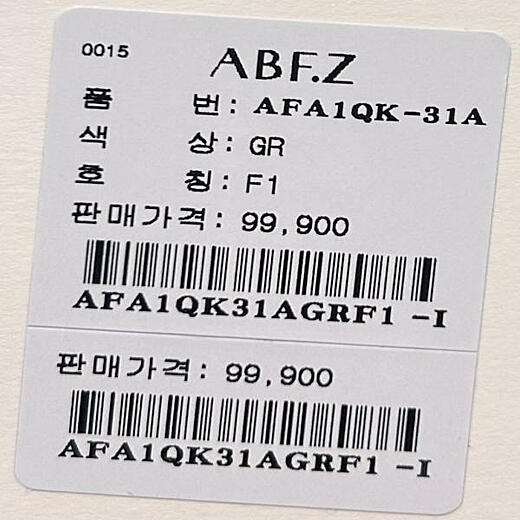 0015 ABF.Z
품 번: AFA1QK-31A
색 상: GR
호 칭: F1
판매가격: 99,900
AFA1QK31AGRF1 -I
판매가격: 99,900
AFA1QK31AGRF1 -I